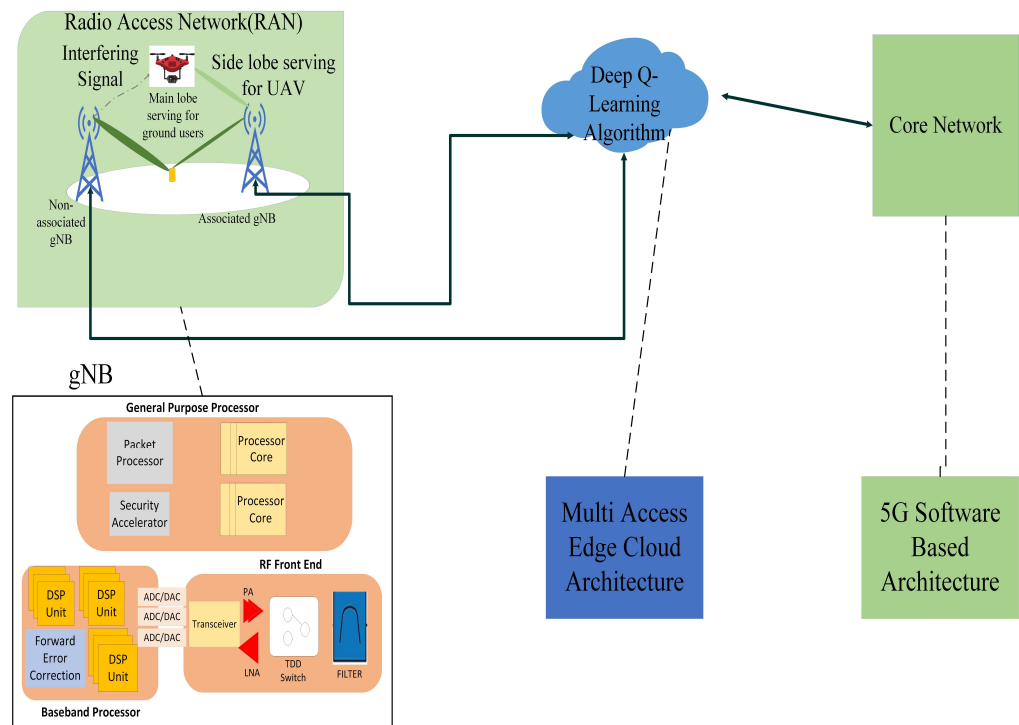 Radio Access Network(RAN)
Interfering
Signal
Side lobe serving
for UAV
Main lobe
serving for
ground users
Non-
associated
gNB
Associated gNB
Deep Q-
Learning
Algorithm
Core Network
gNB
General Purpose Processor
Packet
Processor
Processor
Core
Security
Accelerator
Processor
Core
RF Front End
DSP
Unit
DSP
Unit
ADC/DAC
ADC/DAC
ADC/DAC
Transceiver
PA
LNA
TDD
Switch
FILTER
Forward
Error
Correction
DSP
Unit
Baseband Processor
Multi Access
Edge Cloud
Architecture
5G Software
Based
Architecture